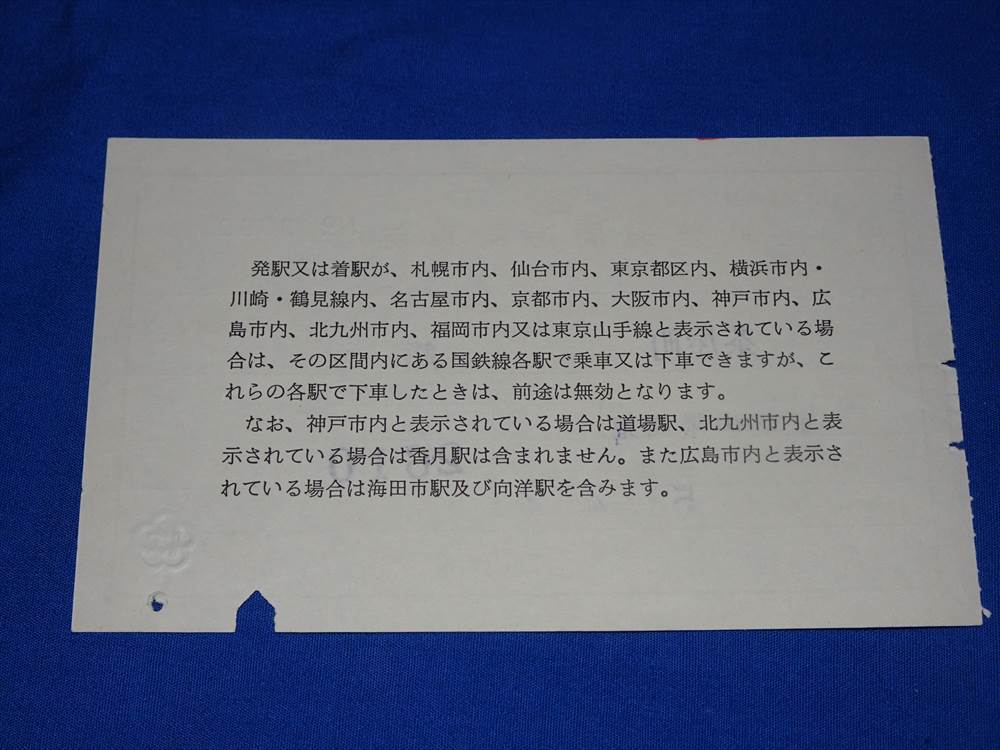 発駅又は着駅が、札幌市内、仙台市内、東京都区内、横浜市内・
川崎・鶴見線内、名古屋市内、京都市内、大阪市内、神戸市内、広
島市内、北九州市内、福岡市内又は東京山手線と表示されている場
合は、その区間内にある国鉄線各駅で乗車又は下車できますが、こ
れらの各駅で下車したときは、前途は無効となります。
なお、神戸市内と表示されている場合は道場駅、北九州市内と表
示されている場合は香月駅は含まれません。また広島市内と表示さ
れている場合は海田市駅及び向洋駅を含みます。